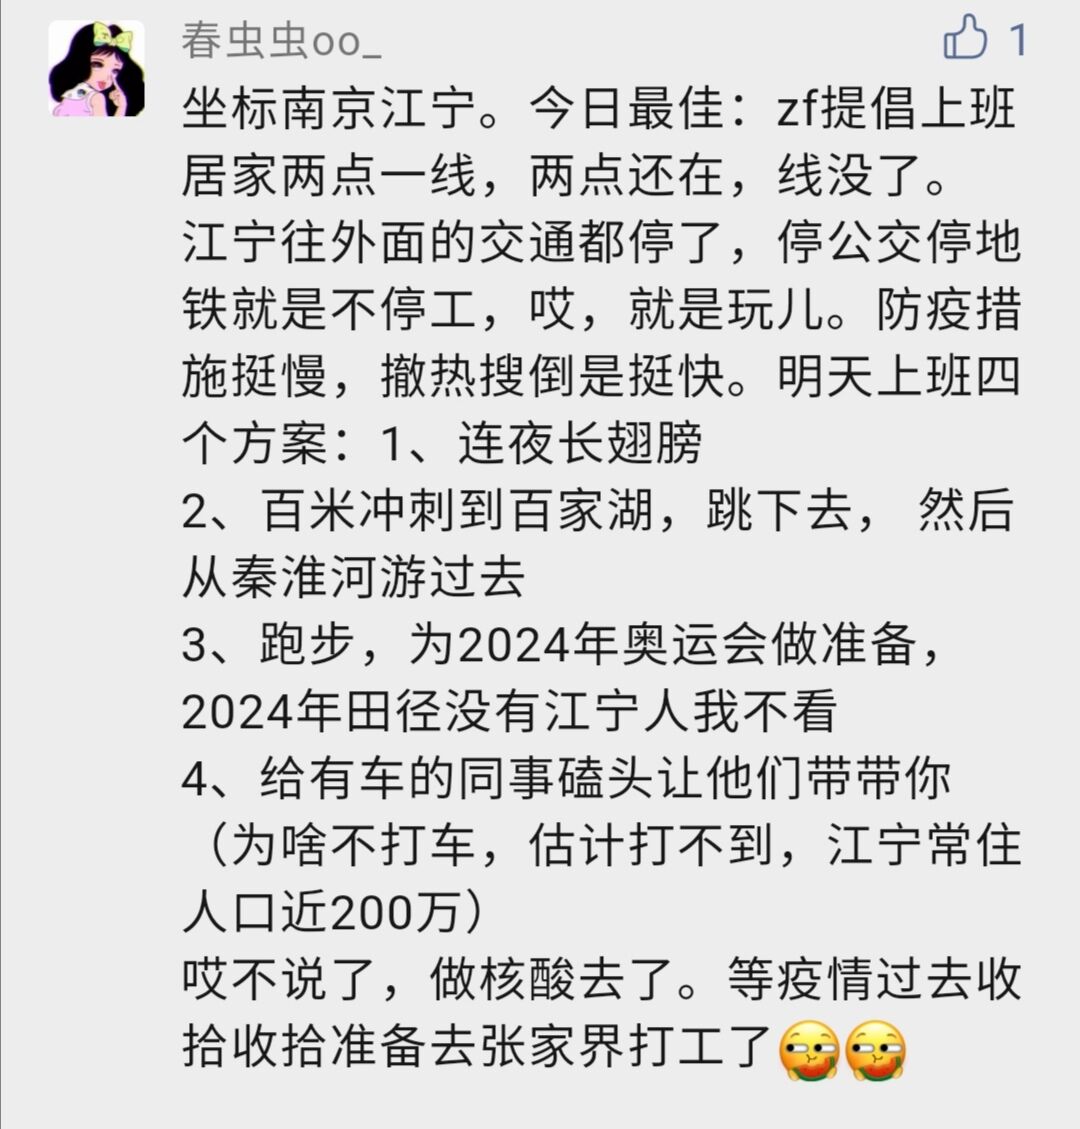 春虫虫oo_
1
坐标南京江宁。今日最佳：zf提倡上班
居家两点一线，两点还在，线没了。
江宁往外面的交通都停了，停公交停地
铁就是不停工，哎，就是玩儿。防疫措
施挺慢，撤热搜倒是挺快。明天上班四
个方案：1、连夜长翅膀
2、百米冲刺到百家湖，跳下去， 然后
从秦淮河游过去
3、跑步，为2024年奥运会做准备，
2024年田径没有江宁人我不看
4、给有车的同事磕头让他们带带你
（为啥不打车，估计打不到，江宁常住
人口近200万）
哎不说了，做核酸去了。等疫情过去收
拾收拾准备去张家界打工了